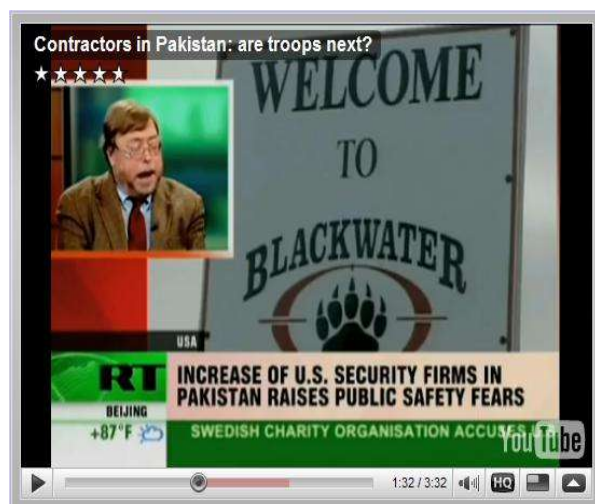 Contractors in Pakistan: are troops next?
WELCOME
TO
BLACKWATER
USA
RT
INCREASE OF U.S. SECURITY FIRMS IN
PAKISTAN RAISES PUBLIC SAFETY FEARS
BEIJING
+87°F
SWEDISH CHARITY ORGANISATION ACCUSES
YouTube
1:32 / 3:32
HQ